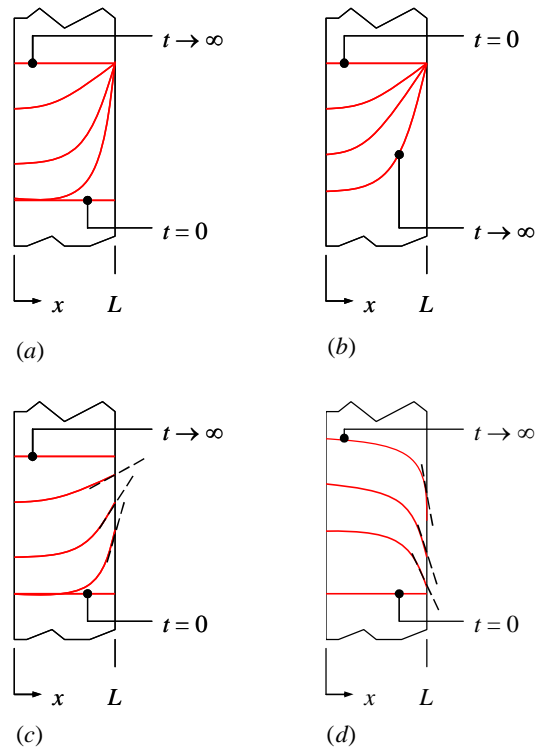 t → ∞
t = 0
x
L
(a)
t = 0
t → ∞
x
L
(b)
t → ∞
t = 0
x
L
(c)
t → ∞
t = 0
x
L
(d)